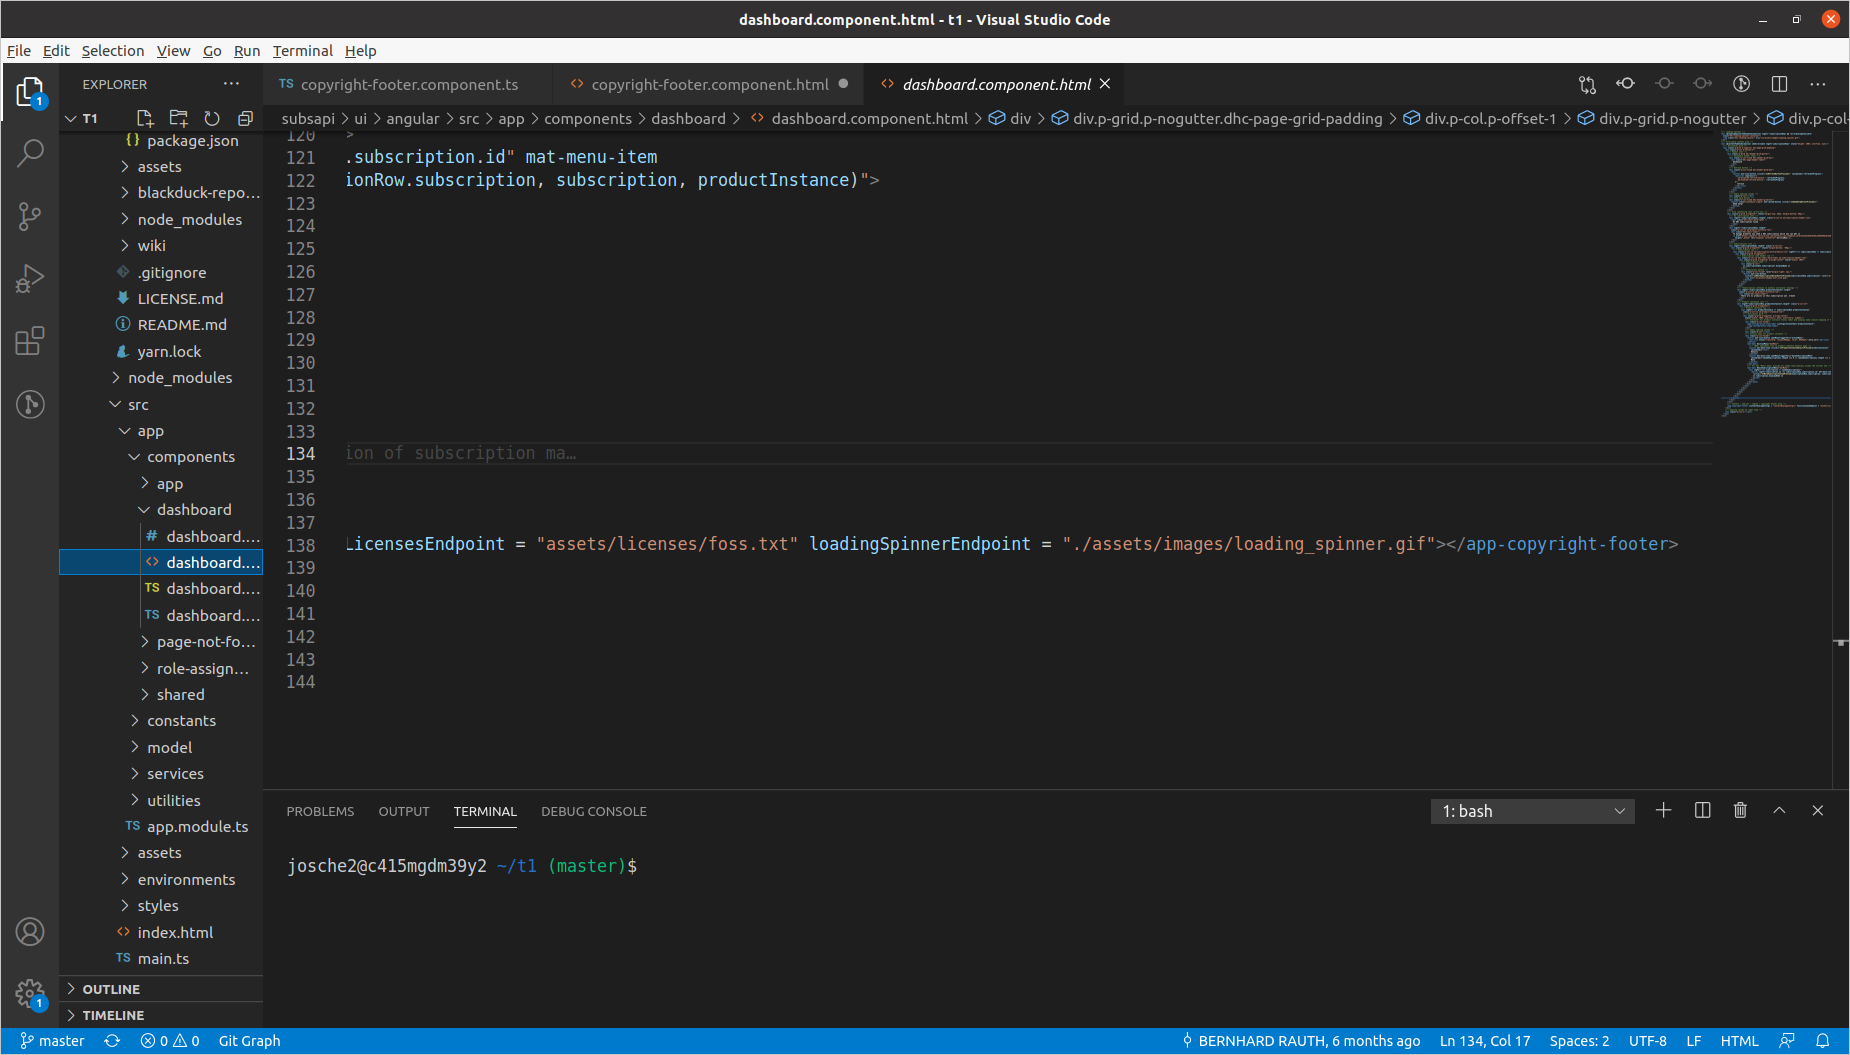 dashboard.component.html - t1 - Visual Studio Code
File Edit Selection View Go Run Terminal Help
EXPLORER
TS copyright-footer.component.ts
copyright-footer.component.html
dashboard.component.html
T1
subsapi > ui > angular > src > app > components > dashboard > dashboard.component.html > div > div.p-grid.p-nogutter.dhc-page-grid-padding > div.p-col.p-offset-1 > div.p-grid.p-nogutter > div.p-col-
package.json
assets
blackduck-repo...
node_modules
wiki
.gitignore
LICENSE.md
README.md
yarn.lock
node_modules
src
app
components
app
dashboard
# dashboard....
dashboard....
TS dashboard....
TS dashboard....
page-not-fo...
role-assign...
shared
constants
model
services
utilities
TS app.module.ts
assets
environments
styles
index.html
TS main.ts
OUTLINE
TIMELINE
120 >
121 .subscription.id" mat-menu-item
122 ionRow.subscription, subscription, productInstance)">
123
124
125
126
127
128
129
130
131
132
133
134 ion of subscription ma…
135
136
137
138 LicensesEndpoint = "assets/licenses/foss.txt" loadingSpinnerEndpoint = "./assets/images/loading_spinner.gif"></app-copyright-footer>
139
140
141
142
143
144
PROBLEMS OUTPUT TERMINAL DEBUG CONSOLE
1: bash
josche2@c415mgdm39y2 ~/t1 (master)$
1
1
master 0 0 Git Graph
BERNHARD RAUTH, 6 months ago Ln 134, Col 17 Spaces: 2 UTF-8 LF HTML